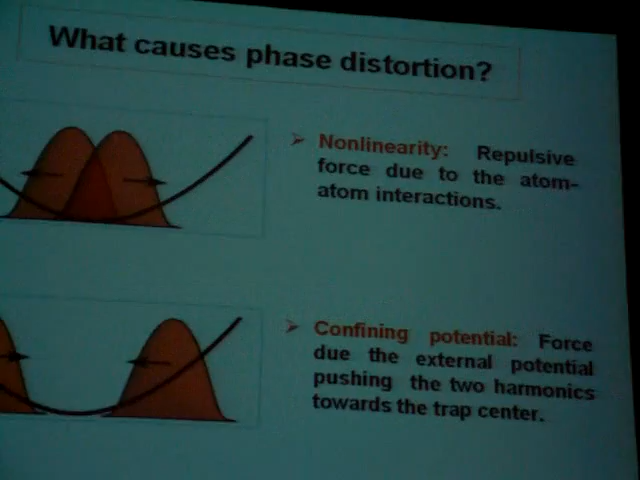 What causes phase distortion?
➢ Nonlinearity: Repulsive
force due to the atom-
atom interactions.
➢ Confining potential: Force
due the external potential
pushing the two harmonics
towards the trap center.